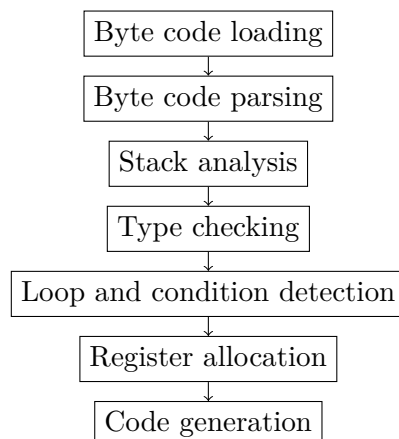 Byte code loading
Byte code parsing
Stack analysis
Type checking
Loop and condition detection
Register allocation
Code generation